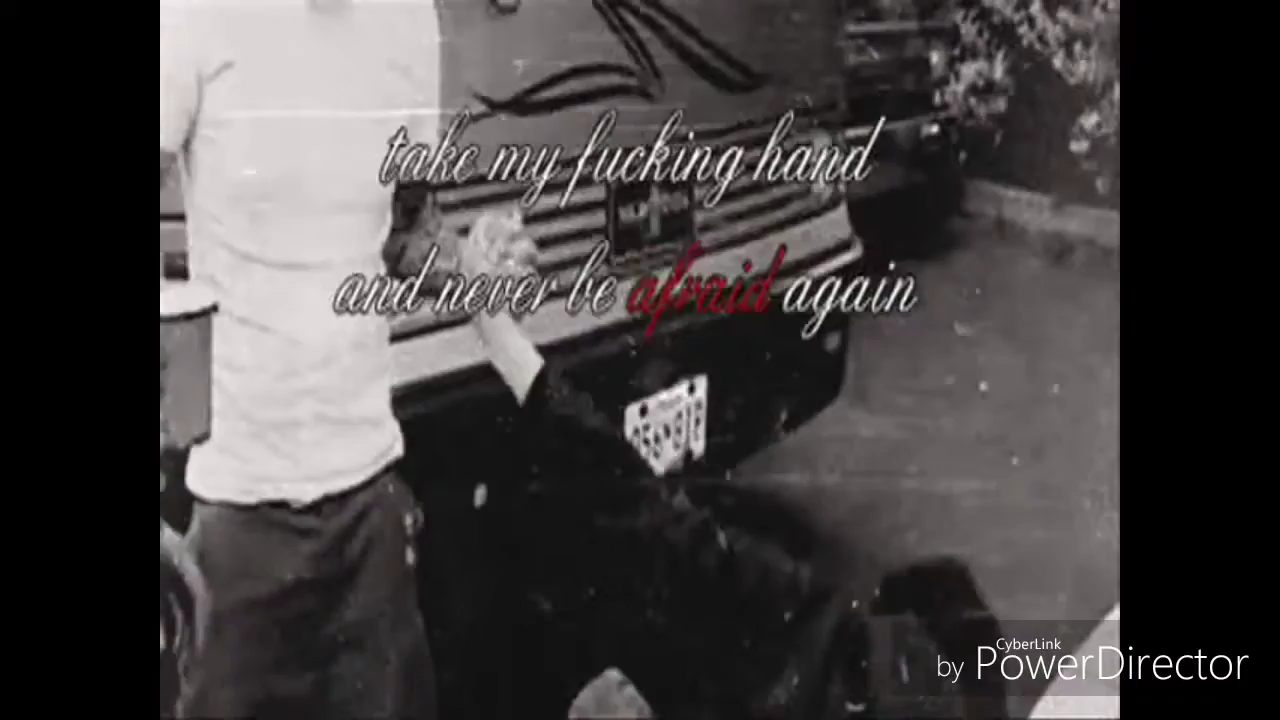 take my fucking hand
and never be afraid again
CyberLink
by PowerDirector